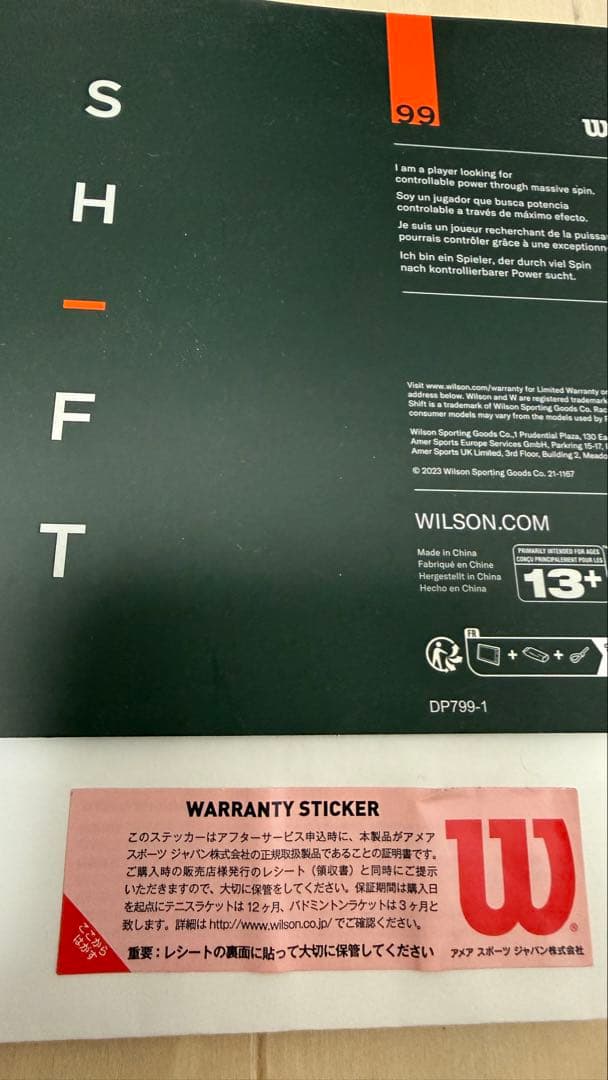 S
H
I
F
T
99
W
I am a player looking for
controllable power through massive spin.
Soy un jugador que busca potencia
controlable a través de máximo efecto.
Je suis un joueur recherchant de la puissa
pourrais contrôler grâce à une exceptionn
Ich bin ein Spieler, der durch viel Spin
nach kontrollierbarer Power sucht.
Visit www.wilson.com/warranty for Limited Warranty or
address below. Wilson and W are registered trademark
Shift is a trademark of Wilson Sporting Goods Co. Rac
consumer models may vary from the models used by
Wilson Sporting Goods Co.,1 Prudential Plaza, 130 Ea
Amer Sports Europe Services GmbH, Parkring 15-17,
Amer Sports UK Limited, 3rd Floor, Building 2, Meado
© 2023 Wilson Sporting Goods Co. 21-1167
WILSON.COM
Made in China
Fabriqué en Chine
Hergestellt in China
Hecho en China
PRIMARILY INTENDED FOR AGES
CONÇU PRINCIPALEMENT POUR LES
13+
FR
DP799-1
WARRANTY STICKER
このステッカーはアフターサービス申込時に、本製品がアメア
スポーツ ジャパン株式会社の正規取扱製品であることの証明書です。
ご購入時の販売店様発行のレシート（領収書）と同時にご提示
いただきますので、大切に保管をしてください。保証期間は購入日
を起点にテニスラケットは12ヶ月、バドミントンラケットは3ヶ月と
致します。詳細は http://www.wilson.co.jp/ でご確認ください。
重要：レシートの裏面に貼って大切に保管してください
ここから
はがす
W®
アメア スポーツ ジャパン株式会社